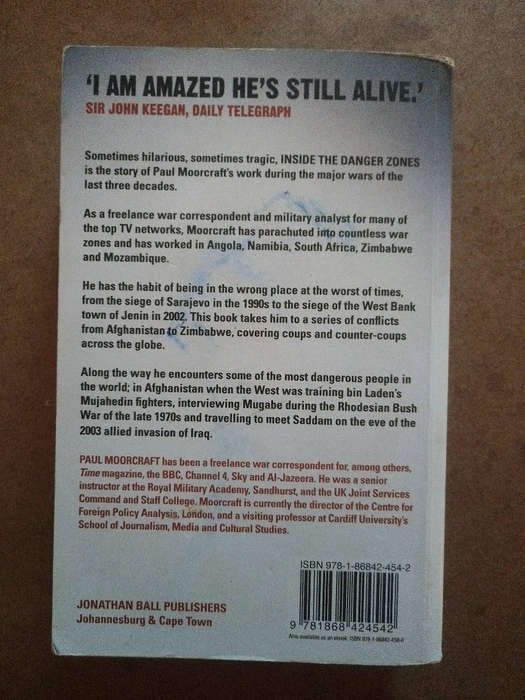 'I AM AMAZED HE'S STILL ALIVE.'
SIR JOHN KEEGAN, DAILY TELEGRAPH
Sometimes hilarious, sometimes tragic, INSIDE THE DANGER ZONES
is the story of Paul Moorcraft's work during the major wars of the
last three decades.
As a freelance war correspondent and military analyst for many of
the top TV networks, Moorcraft has parachuted into countless war
zones and has worked in Angola, Namibia, South Africa, Zimbabwe
and Mozambique.
He has the habit of being in the wrong place at the worst of times,
from the siege of Sarajevo in the 1990s to the siege of the West Bank
town of Jenin in 2002. This book takes him to a series of conflicts
from Afghanistan to Zimbabwe, covering coups and counter-coups
across the globe.
Along the way he encounters some of the most dangerous people in
the world; in Afghanistan when the West was training bin Laden's
Mujahedin fighters, interviewing Mugabe during the Rhodesian Bush
War of the late 1970s and travelling to meet Saddam on the eve of the
2003 allied invasion of Iraq.
PAUL MOORCRAFT has been a freelance war correspondent for, among others,
Time magazine, the BBC, Channel 4, Sky and Al-Jazeera. He was a senior
instructor at the Royal Military Academy, Sandhurst, and the UK Joint Services
Command and Staff College. Moorcraft is currently the director of the Centre for
Foreign Policy Analysis, London, and a visiting professor at Cardiff University's
School of Journalism, Media and Cultural Studies.
ISBN 978-1-86842-454-2
9 781868 424542
Also available as an ebook: ISBN 978-1-86842-458-0
JONATHAN BALL PUBLISHERS
Johannesburg & Cape Town